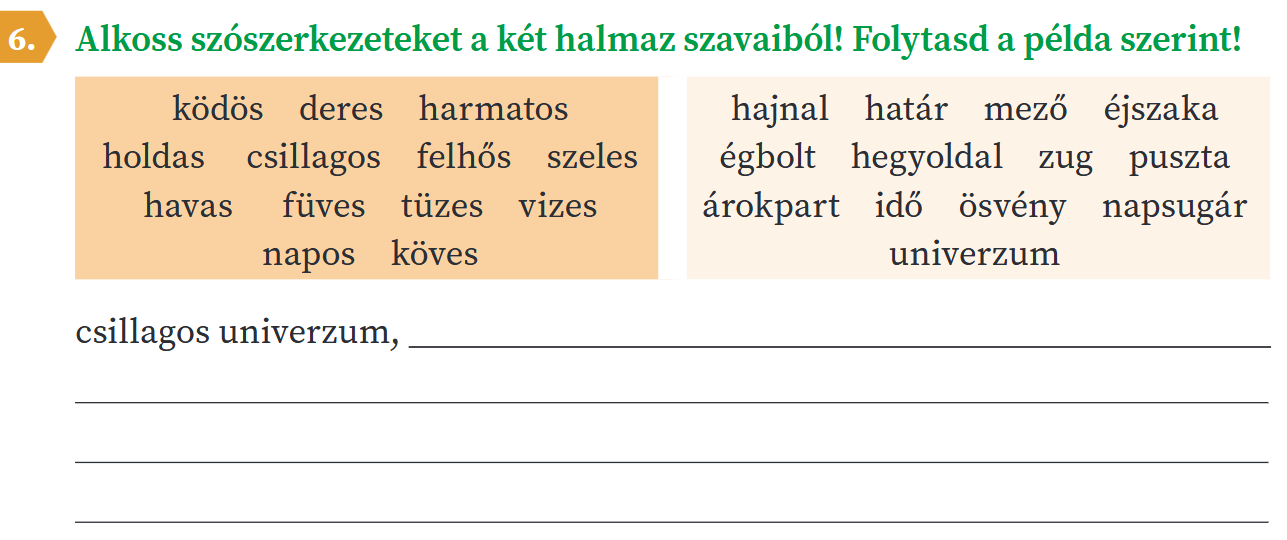 6. Alkoss szószerkezeteket a két halmaz szavaiból! Folytasd a példa szerint!
ködös deres harmatos
holdas csillagos felhős szeles
havas füves tüzes vizes
napos köves
hajnal határ mező éjszaka
égbolt hegyoldal zug puszta
árokpart idő ösvény napsugár
univerzum
csillagos univerzum,